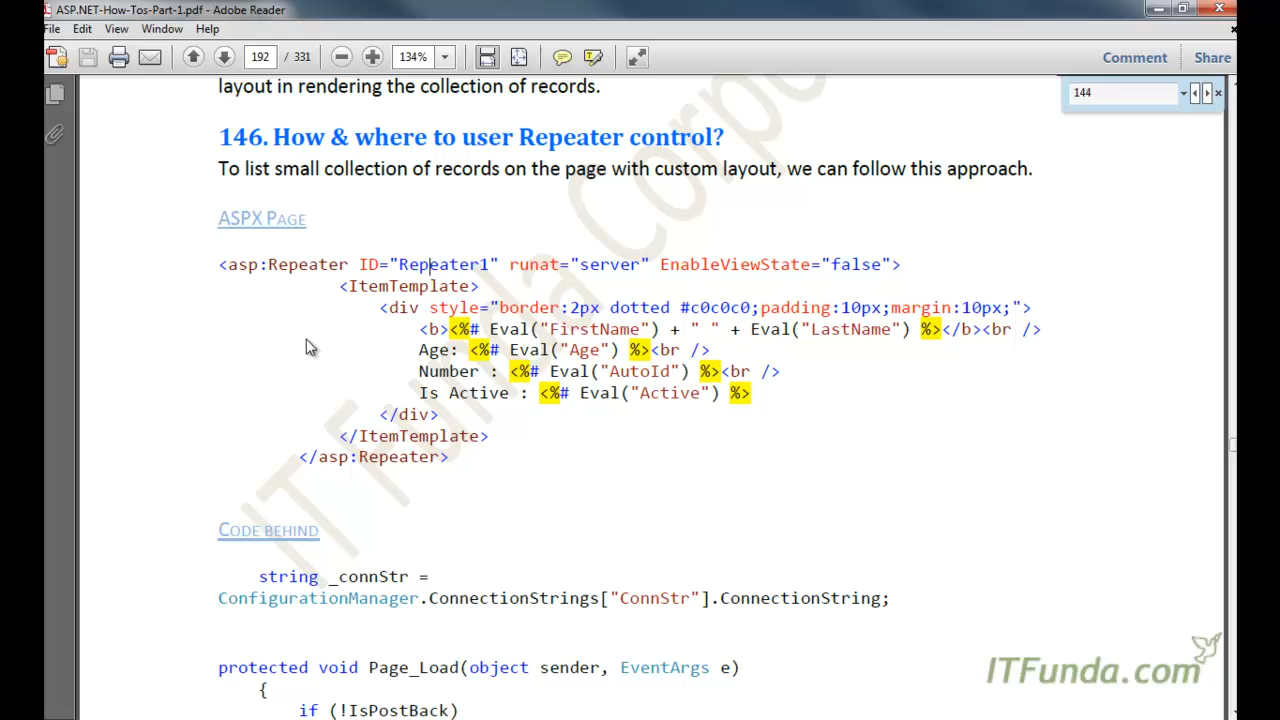 ASP.NET-How-Tos-Part-1.pdf - Adobe Reader
File Edit View Window Help
192 / 331 134% Comment Share
144
layout in rendering the collection of records.
146. How & where to user Repeater control?
To list small collection of records on the page with custom layout, we can follow this approach.
ASPX PAGE
<asp:Repeater ID="Repeater1" runat="server" EnableViewState="false">
<ItemTemplate>
<div style="border:2px dotted #c0c0c0;padding:10px;margin:10px;">
<b><%# Eval("FirstName") + " " + Eval("LastName") %></b><br />
Age: <%# Eval("Age") %><br />
Number : <%# Eval("AutoId") %><br />
Is Active : <%# Eval("Active") %>
</div>
</ItemTemplate>
</asp:Repeater>
CODE BEHIND
string _connStr =
ConfigurationManager.ConnectionStrings["ConnStr"].ConnectionString;
protected void Page_Load(object sender, EventArgs e)
{
if (!IsPostBack)
IT Funda Corpo
ITFunda.com